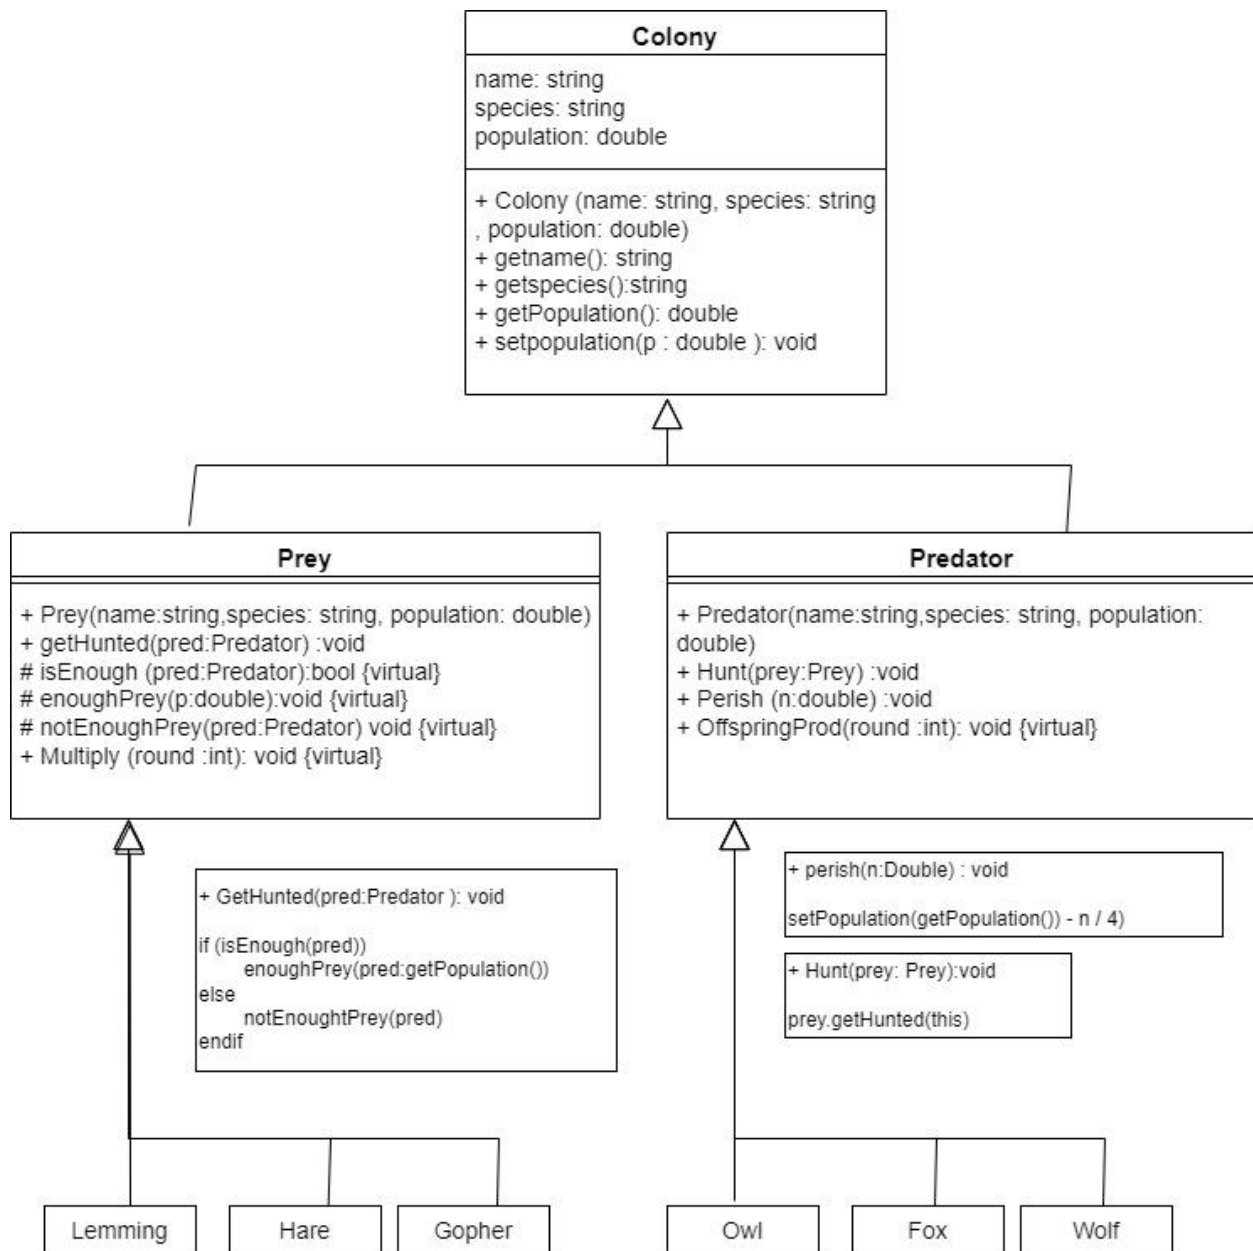 Colony
name: string
species: string
population: double
+ Colony (name: string, species: string
, population: double)
+ getname(): string
+ getspecies():string
+ getPopulation(): double
+ setpopulation(p : double ): void
Prey
+ Prey(name:string,species: string, population: double)
+ getHunted(pred:Predator) :void
# isEnough (pred:Predator):bool {virtual}
# enoughPrey(p:double):void {virtual}
# notEnoughPrey(pred:Predator) void {virtual}
+ Multiply (round :int): void {virtual}
Predator
+ Predator(name:string,species: string, population:
double)
+ Hunt(prey:Prey) :void
+ Perish (n:double) :void
+ OffspringProd(round :int): void {virtual}
+ GetHunted(pred:Predator ): void
if (isEnough(pred))
enoughPrey(pred:getPopulation())
else
notEnoughtPrey(pred)
endif
+ perish(n:Double) : void
setPopulation(getPopulation()) - n / 4)
+ Hunt(prey: Prey):void
prey.getHunted(this)
Lemming
Hare
Gopher
Owl
Fox
Wolf